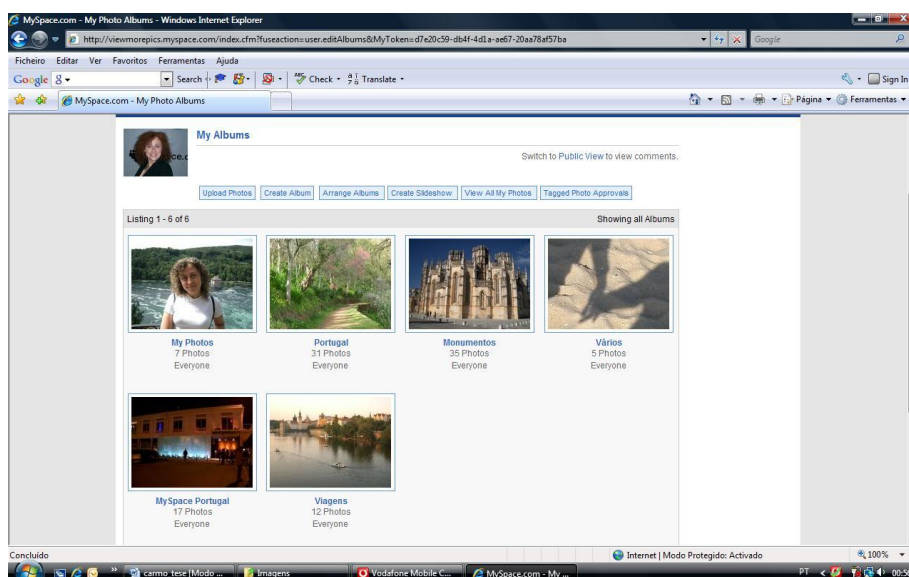 MySpace.com - My Photo Albums - Windows Internet Explorer
http://viewmorepics.myspace.com/index.cfm?fuseaction=user.editAlbums&MyToken=d7e20c59-db4f-4d1a-ae67-20aa78af57ba
Google
Ficheiro Editar Ver Favoritos Ferramentas Ajuda
Google Search Check Translate Sign In
MySpace.com - My Photo Albums Página Ferramentas
My Albums
Switch to Public View to view comments.
Upload Photos Create Album Arrange Albums Create Slideshow View All My Photos Tagged Photo Approvals
Listing 1 - 6 of 6 Showing all Albums
My Photos Portugal Monumentos Vários
7 Photos 31 Photos 35 Photos 5 Photos
Everyone Everyone Everyone Everyone
MySpace Portugal Viagens
17 Photos 12 Photos
Everyone Everyone
Concluído Internet | Modo Protegido: Activado 100%
carmo_tese [Modo ... Imagens Vodafone Mobile C... MySpace.com - My ... PT